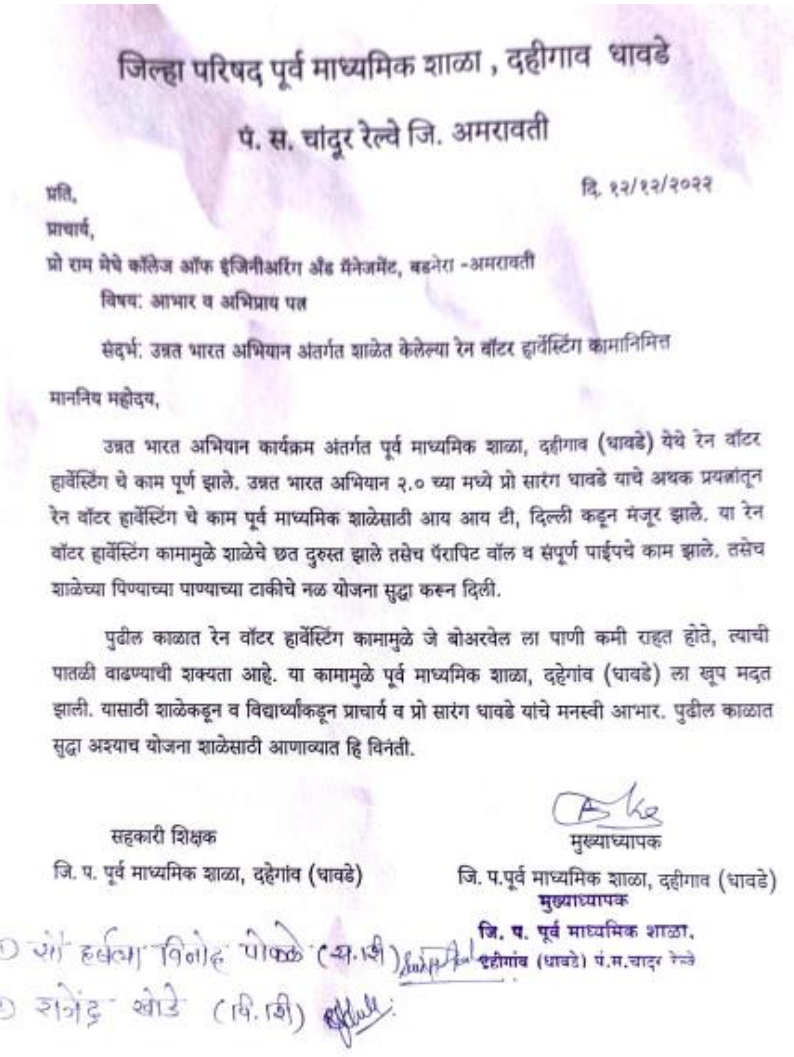 जिल्हा परिषद पूर्व माध्यमिक शाळा , दहीगाव धावडे
पं. स. चांदूर रेल्वे जि. अमरावती
दि. १२/१२/२०२२
प्रति,
प्राचार्य,
प्रो राम मेघे कॉलेज ऑफ इंजिनीअरिंग अँड मॅनेजमेंट, बडनेरा -अमरावती
विषय: आभार व अभिप्राय पत्र
संदर्भ: उन्नत भारत अभियान अंतर्गत शाळेत केलेल्या रेन वॉटर हार्वेस्टिंग कामानिमित्त
माननिय महोदय,
उन्नत भारत अभियान कार्यक्रम अंतर्गत पूर्व माध्यमिक शाळा, दहीगाव (धावडे) येथे रेन वॉटर
हार्वेस्टिंग चे काम पूर्ण झाले. उन्नत भारत अभियान २.० च्या मध्ये प्रो सारंग धावडे याचे अथक प्रयत्नांतून
रेन वॉटर हार्वेस्टिंग चे काम पूर्व माध्यमिक शाळेसाठी आय आय टी, दिल्ली कडून मंजूर झाले. या रेन
वॉटर हार्वेस्टिंग कामामुळे शाळेचे छत दुरुस्त झाले तसेच पॅरापिट वॉल व संपूर्ण पाईपचे काम झाले. तसेच
शाळेच्या पिण्याच्या पाण्याच्या टाकीचे नळ योजना सुद्धा करून दिली.
पुढील काळात रेन वॉटर हार्वेस्टिंग कामामुळे जे बोअरवेल ला पाणी कमी राहत होते, त्याची
पातळी वाढण्याची शक्यता आहे. या कामामुळे पूर्व माध्यमिक शाळा, दहेगांव (धावडे) ला खूप मदत
झाली. यासाठी शाळेकडून व विद्यार्थ्यांकडून प्राचार्य व प्रो सारंग धावडे यांचे मनस्वी आभार. पुढील काळात
सुद्धा अश्याच योजना शाळेसाठी आणाव्यात हि विनंती.
सहकारी शिक्षक
जि. प. पूर्व माध्यमिक शाळा, दहेगांव (धावडे)
मुख्याध्यापक
जि. प.पूर्व माध्यमिक शाळा, दहीगाव (धावडे)
मुख्याध्यापक
जि. प. पूर्व माध्यमिक शाळा,
दहीगांव (धावडे) पं.स.चादुर रेल्वे
सौ विनोद पोकळे (स.शि)
राजेंद्र खोडे (वि.शि)